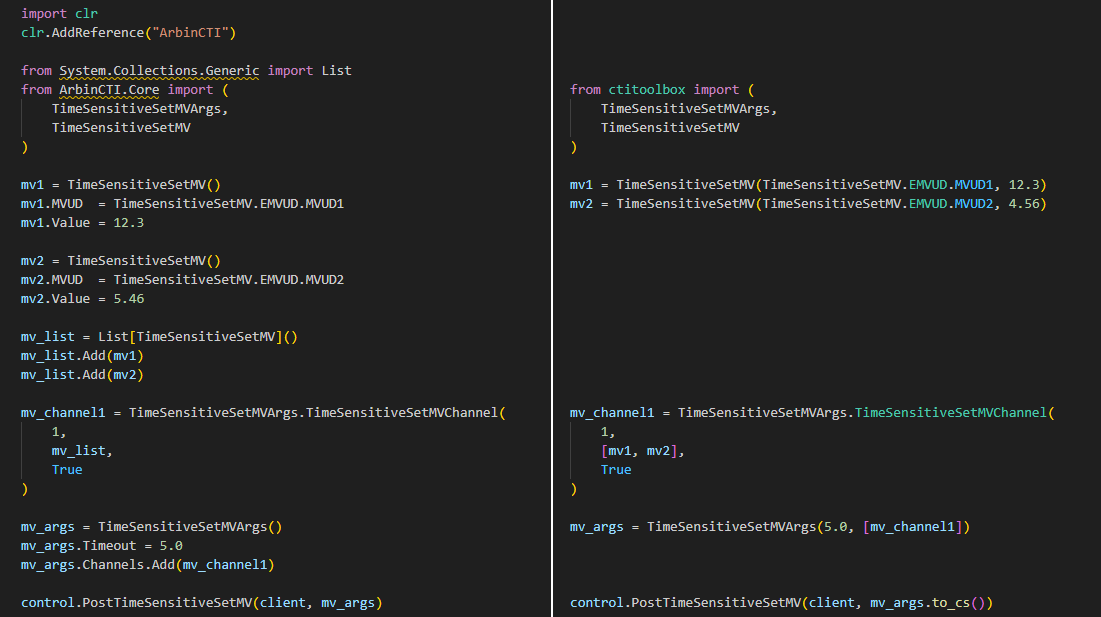 import clr
clr.AddReference("ArbinCTI")
from System.Collections.Generic import List
from ArbinCTI.Core import (
    TimeSensitiveSetMVArgs,
    TimeSensitiveSetMV
)
mv1 = TimeSensitiveSetMV()
mv1.MVUD  = TimeSensitiveSetMV.EMVUD.MVUD1
mv1.Value = 12.3
mv2 = TimeSensitiveSetMV()
mv2.MVUD  = TimeSensitiveSetMV.EMVUD.MVUD2
mv2.Value = 5.46
mv_list = List[TimeSensitiveSetMV]()
mv_list.Add(mv1)
mv_list.Add(mv2)
mv_channel1 = TimeSensitiveSetMVArgs.TimeSensitiveSetMVChannel(
    1,
    mv_list,
    True
)
mv_args = TimeSensitiveSetMVArgs()
mv_args.Timeout = 5.0
mv_args.Channels.Add(mv_channel1)
control.PostTimeSensitiveSetMV(client, mv_args)
from ctitoolbox import (
    TimeSensitiveSetMVArgs,
    TimeSensitiveSetMV
)
mv1 = TimeSensitiveSetMV(TimeSensitiveSetMV.EMVUD.MVUD1, 12.3)
mv2 = TimeSensitiveSetMV(TimeSensitiveSetMV.EMVUD.MVUD2, 4.56)
mv_channel1 = TimeSensitiveSetMVArgs.TimeSensitiveSetMVChannel(
    1,
    [mv1, mv2],
    True
)
mv_args = TimeSensitiveSetMVArgs(5.0, [mv_channel1])
control.PostTimeSensitiveSetMV(client, mv_args.to_cs())